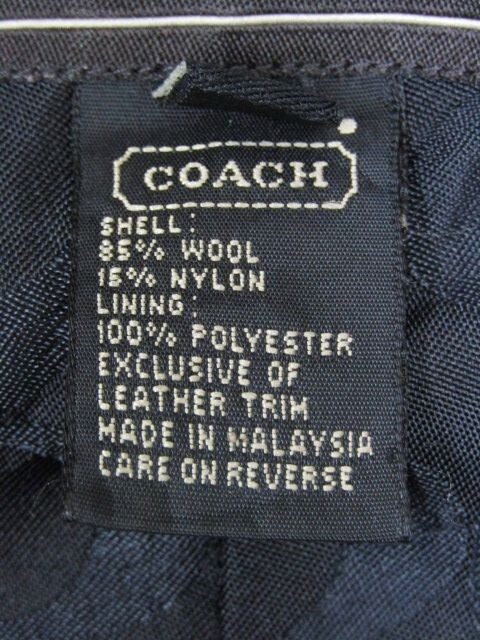 COACH
SHELL:
85% WOOL
15% NYLON
LINING:
100% POLYESTER
EXCLUSIVE OF
LEATHER TRIM
MADE IN MALAYSIA
CARE ON REVERSE